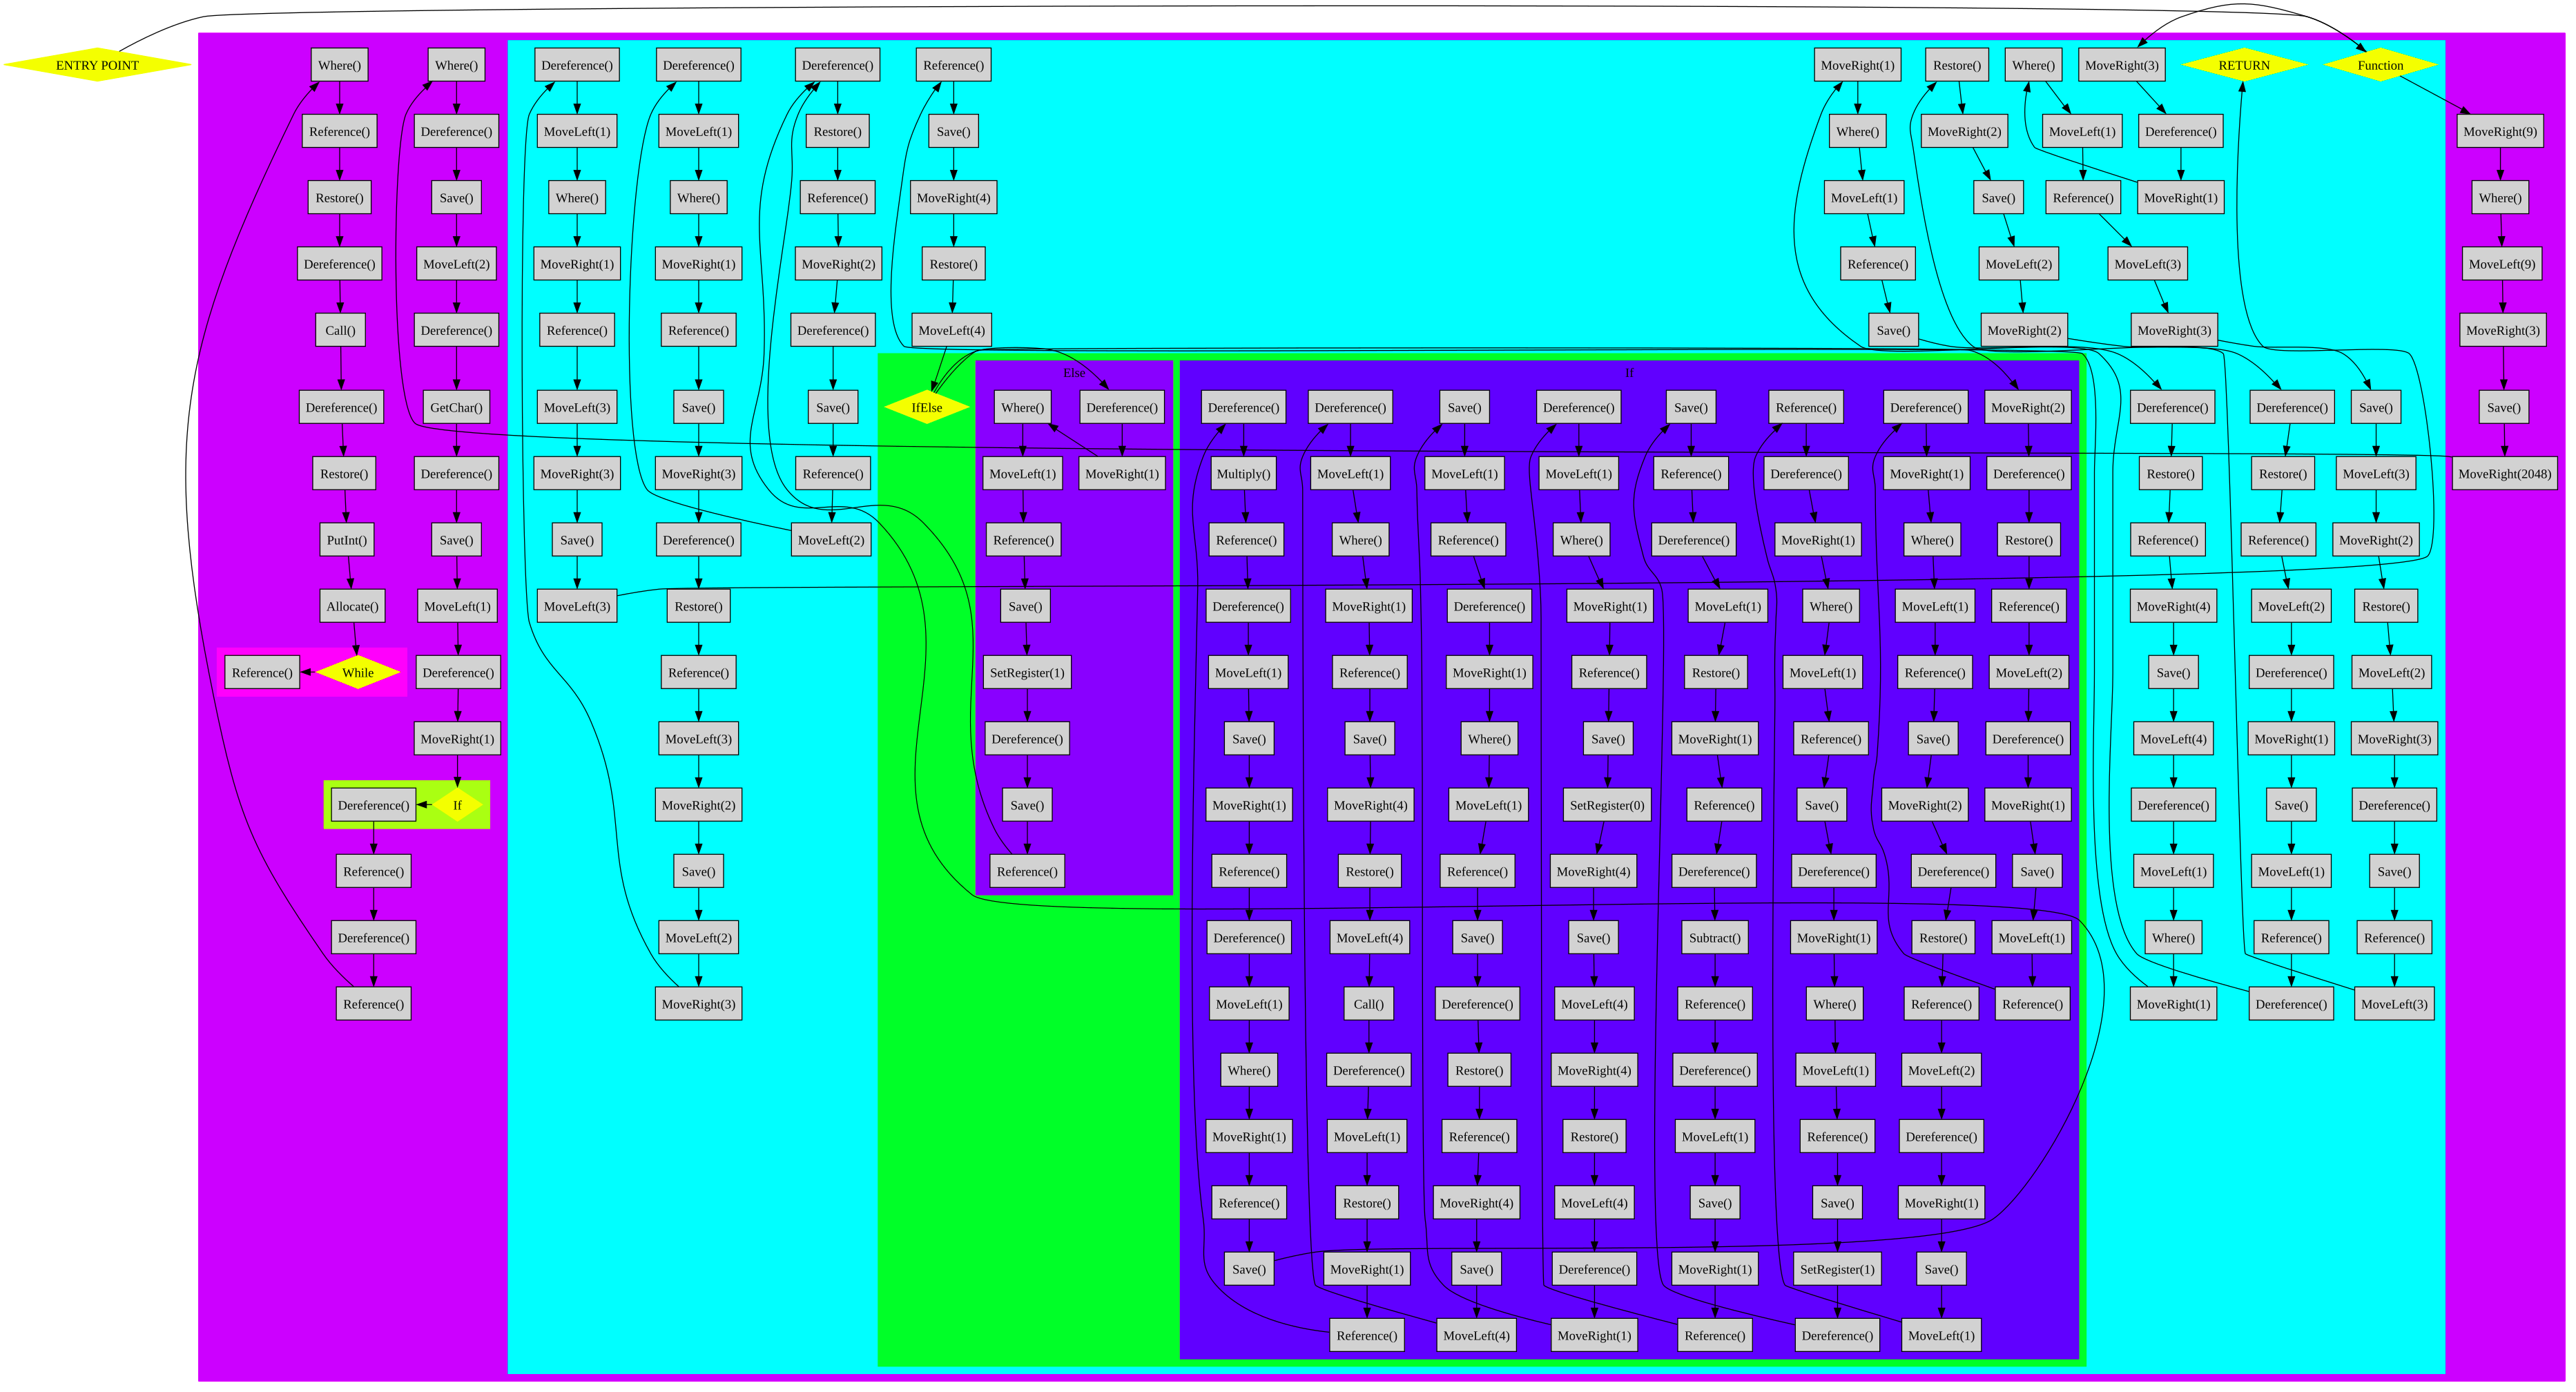 ENTRY POINT
Where()
Reference()
Restore()
Dereference()
Call()
Dereference()
Restore()
PutInt()
Allocate()
While
Reference()
Where()
Dereference()
Save()
MoveLeft(2)
Dereference()
GetChar()
Dereference()
Save()
MoveLeft(1)
Dereference()
MoveRight(1)
If
Dereference()
Reference()
Dereference()
Reference()
Dereference()
MoveLeft(1)
Where()
MoveRight(1)
Reference()
MoveLeft(3)
MoveRight(3)
Save()
MoveLeft(3)
Dereference()
MoveLeft(1)
Where()
MoveRight(1)
Reference()
Save()
MoveRight(3)
Dereference()
Restore()
Reference()
MoveLeft(3)
MoveRight(2)
Save()
MoveLeft(2)
MoveRight(3)
Dereference()
Restore()
Reference()
MoveRight(2)
Dereference()
Save()
Reference()
MoveLeft(2)
Reference()
Save()
MoveRight(4)
Restore()
MoveLeft(4)
IfElse
Else
Where()
MoveLeft(1)
Reference()
Save()
SetRegister(1)
Dereference()
Save()
Reference()
Dereference()
MoveRight(1)
If
Dereference()
Multiply()
Reference()
Dereference()
MoveLeft(1)
Save()
MoveRight(1)
Reference()
Dereference()
MoveLeft(1)
Where()
MoveRight(1)
Reference()
Save()
Dereference()
MoveLeft(1)
Where()
MoveRight(1)
Reference()
Save()
MoveRight(4)
Restore()
MoveLeft(4)
Call()
Dereference()
MoveLeft(1)
Restore()
MoveRight(1)
Reference()
Save()
MoveLeft(1)
Reference()
Dereference()
MoveRight(1)
Where()
MoveLeft(1)
Reference()
Save()
Dereference()
Restore()
Reference()
MoveRight(4)
Save()
MoveLeft(4)
Dereference()
MoveLeft(1)
Where()
MoveRight(1)
Reference()
Save()
SetRegister(0)
MoveRight(4)
Save()
MoveLeft(4)
MoveRight(4)
Restore()
MoveLeft(4)
Dereference()
MoveRight(1)
Save()
Reference()
Dereference()
MoveLeft(1)
Restore()
MoveRight(1)
Reference()
Dereference()
Subtract()
Reference()
Dereference()
MoveLeft(1)
Save()
MoveRight(1)
Reference()
Reference()
Dereference()
MoveRight(1)
Where()
MoveLeft(1)
Reference()
Save()
Dereference()
MoveRight(1)
Where()
MoveLeft(1)
Reference()
Save()
SetRegister(1)
Dereference()
Dereference()
MoveRight(1)
Where()
MoveLeft(1)
Reference()
Save()
MoveRight(2)
Dereference()
Restore()
Reference()
MoveLeft(2)
Dereference()
MoveRight(1)
Save()
MoveLeft(1)
MoveRight(2)
Dereference()
Restore()
Reference()
MoveLeft(2)
Dereference()
MoveRight(1)
Save()
MoveLeft(1)
Reference()
MoveRight(1)
Where()
MoveLeft(1)
Reference()
Save()
Restore()
MoveRight(2)
Save()
MoveLeft(2)
MoveRight(2)
Where()
MoveLeft(1)
Reference()
MoveLeft(3)
MoveRight(3)
MoveRight(3)
Dereference()
MoveRight(1)
RETURN
Function
Dereference()
Restore()
Reference()
MoveRight(4)
Save()
MoveLeft(4)
Dereference()
MoveLeft(1)
Where()
MoveRight(1)
Dereference()
Restore()
Reference()
MoveLeft(2)
Dereference()
MoveRight(1)
Save()
MoveLeft(1)
Reference()
Dereference()
Save()
MoveLeft(3)
MoveRight(2)
Restore()
MoveLeft(2)
MoveRight(3)
Dereference()
Save()
Reference()
MoveLeft(3)
MoveRight(9)
Where()
MoveLeft(9)
MoveRight(3)
Save()
MoveRight(2048)